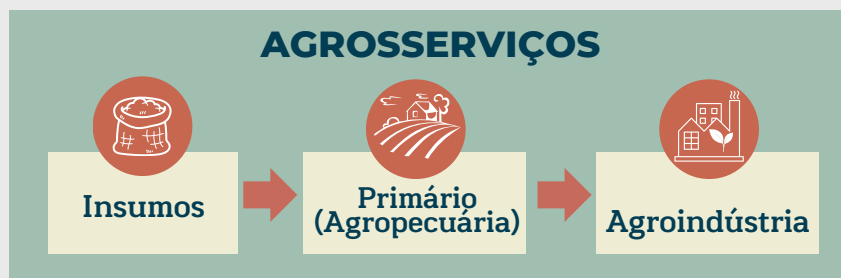 AGROSSERVIÇOS
Insumos
Primário
(Agropecuária)
Agroindústria